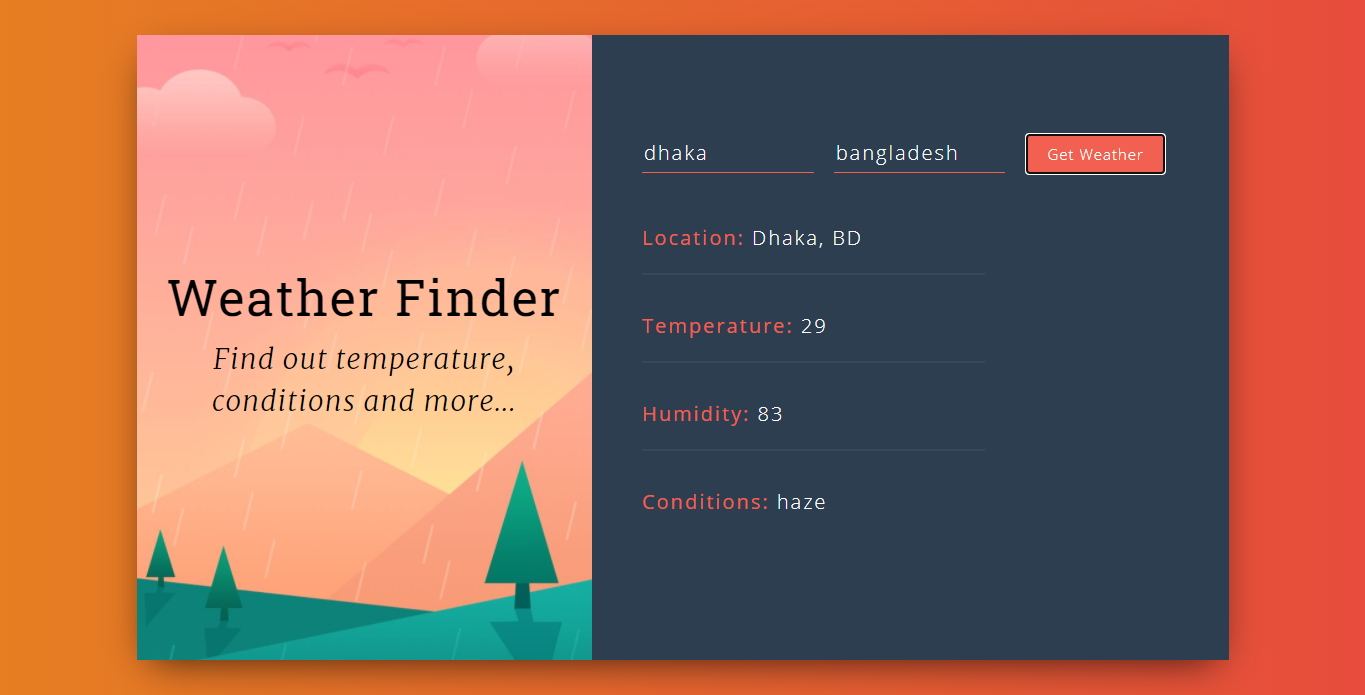 Weather Finder
Find out temperature,
conditions and more...
dhaka bangladesh Get Weather
Location: Dhaka, BD
Temperature: 29
Humidity: 83
Conditions: haze